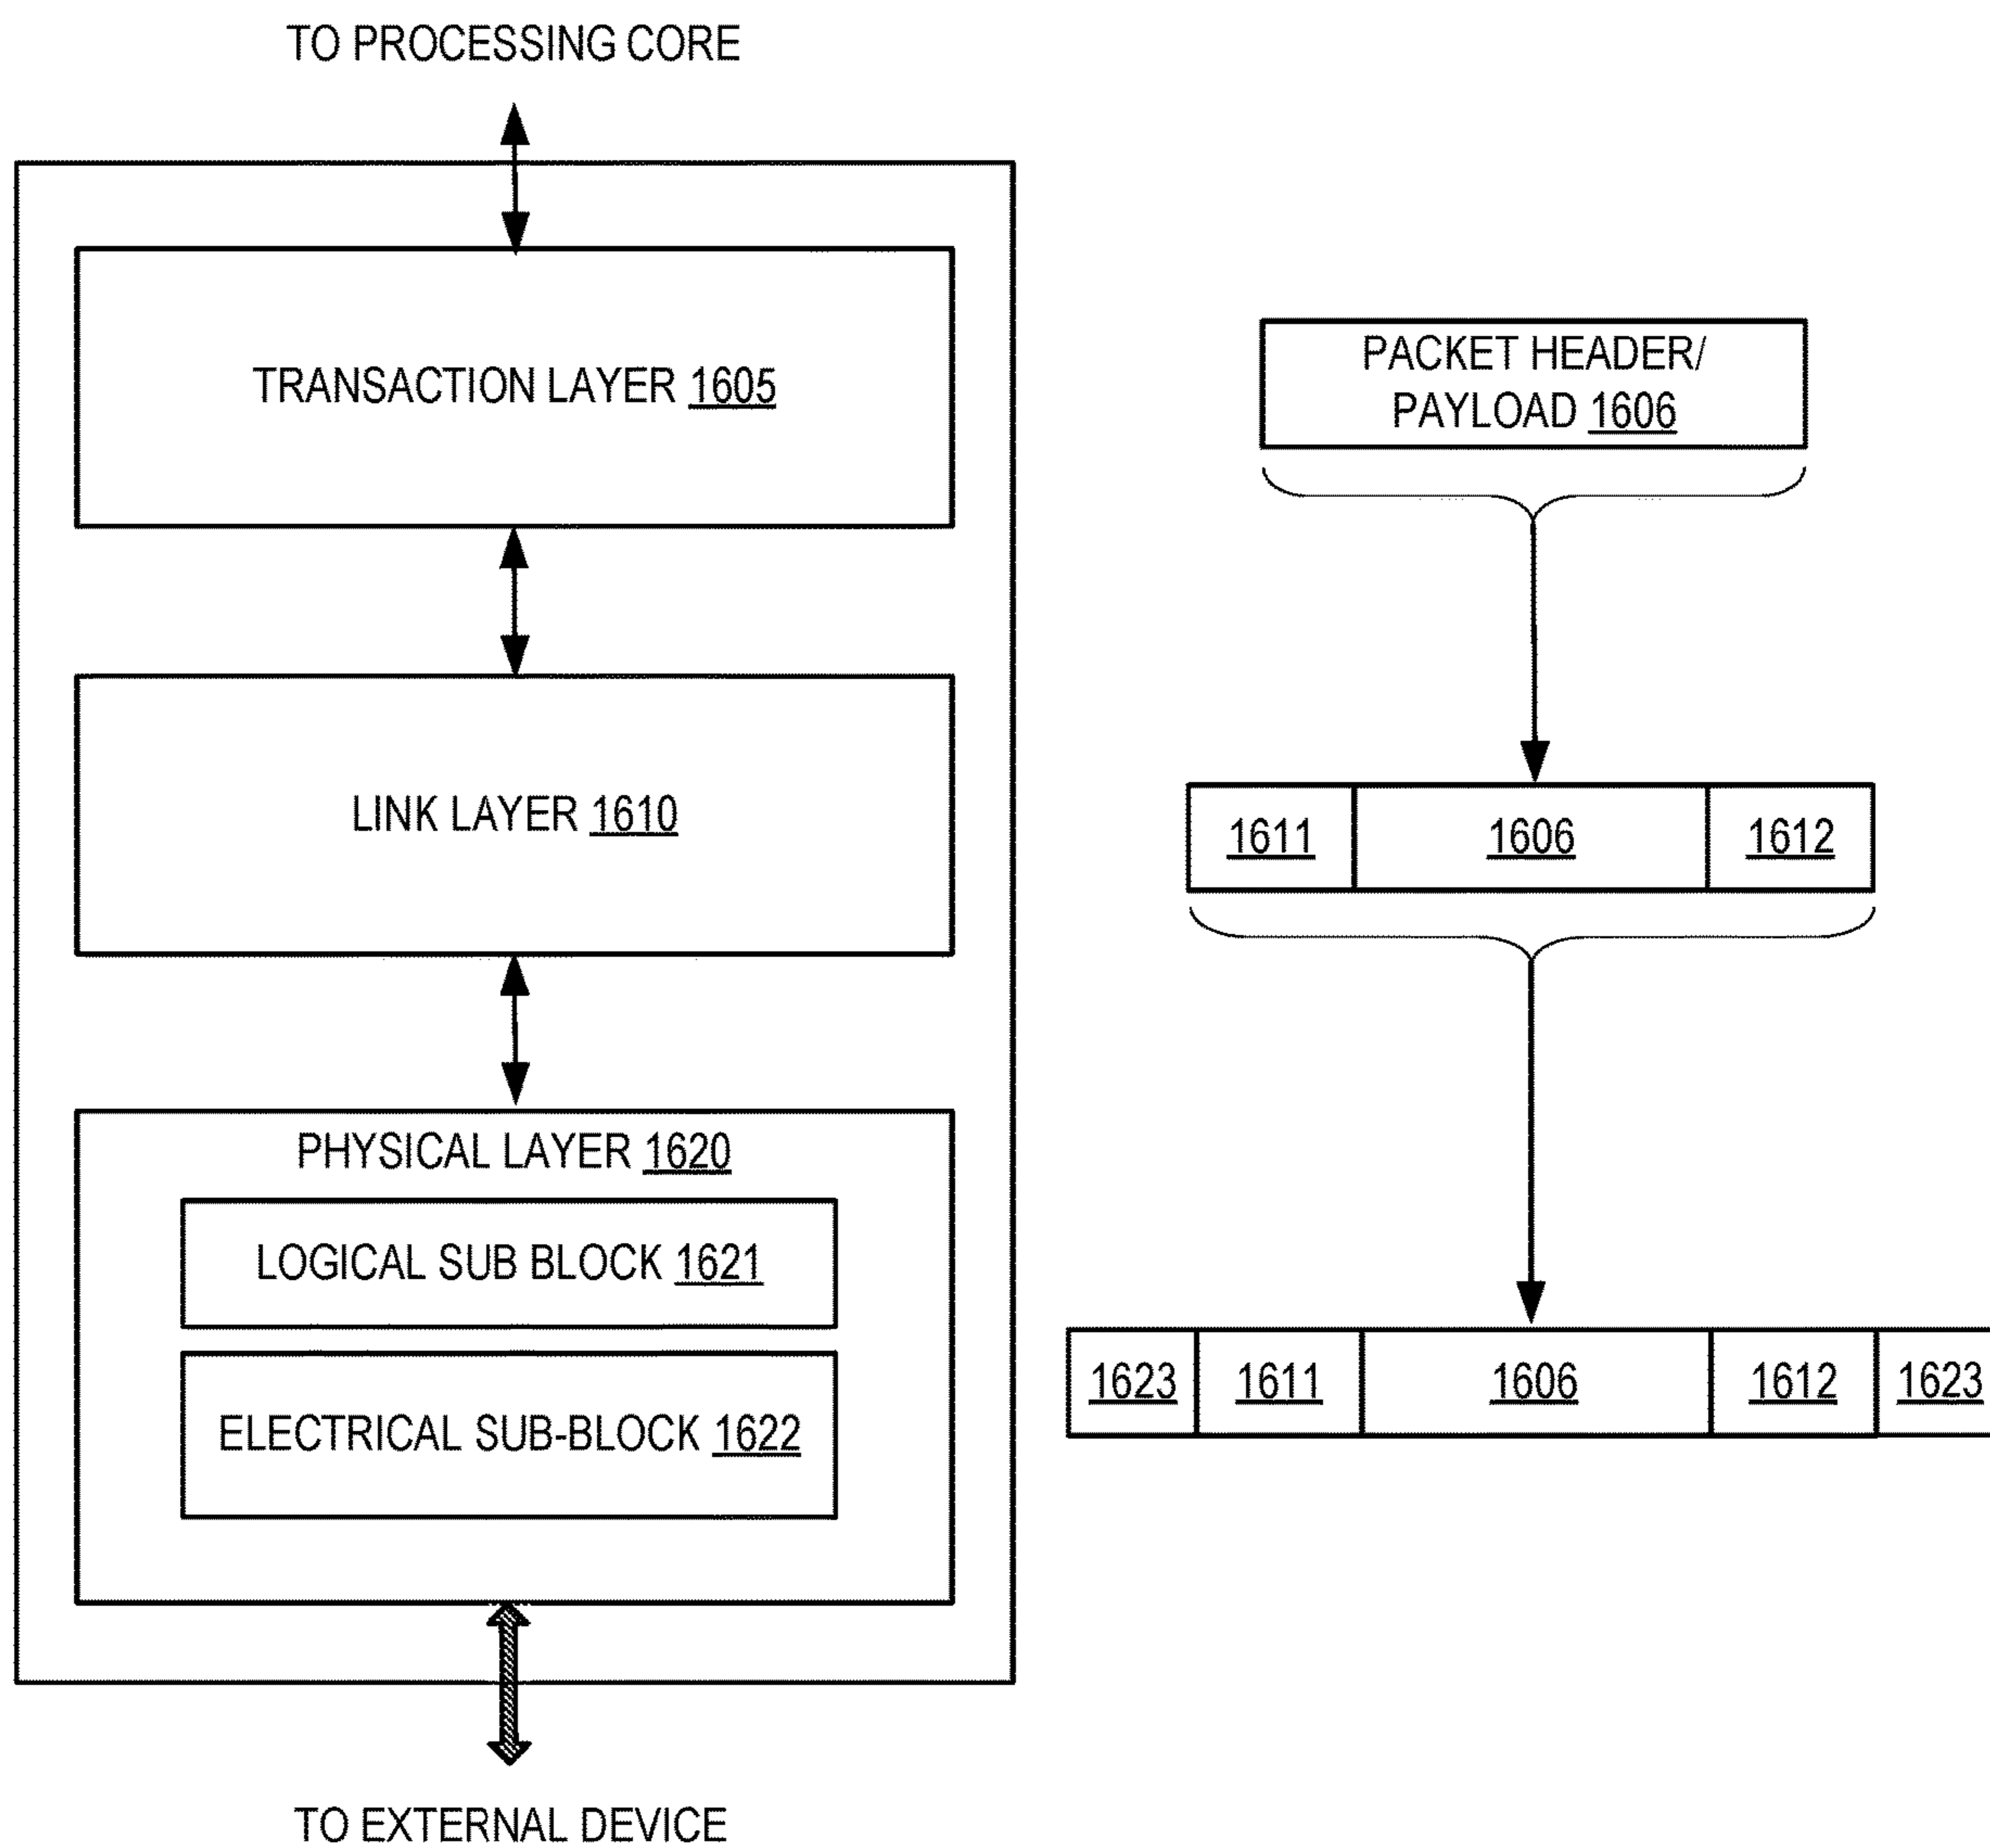 TO PROCESSING CORE
TRANSACTION LAYER 1605
PACKET HEADER/
PAYLOAD 1606
LINK LAYER 1610
1611 1606 1612
PHYSICAL LAYER 1620
LOGICAL SUB BLOCK 1621
ELECTRICAL SUB-BLOCK 1622
1623 1611 1606 1612 1623
TO EXTERNAL DEVICE